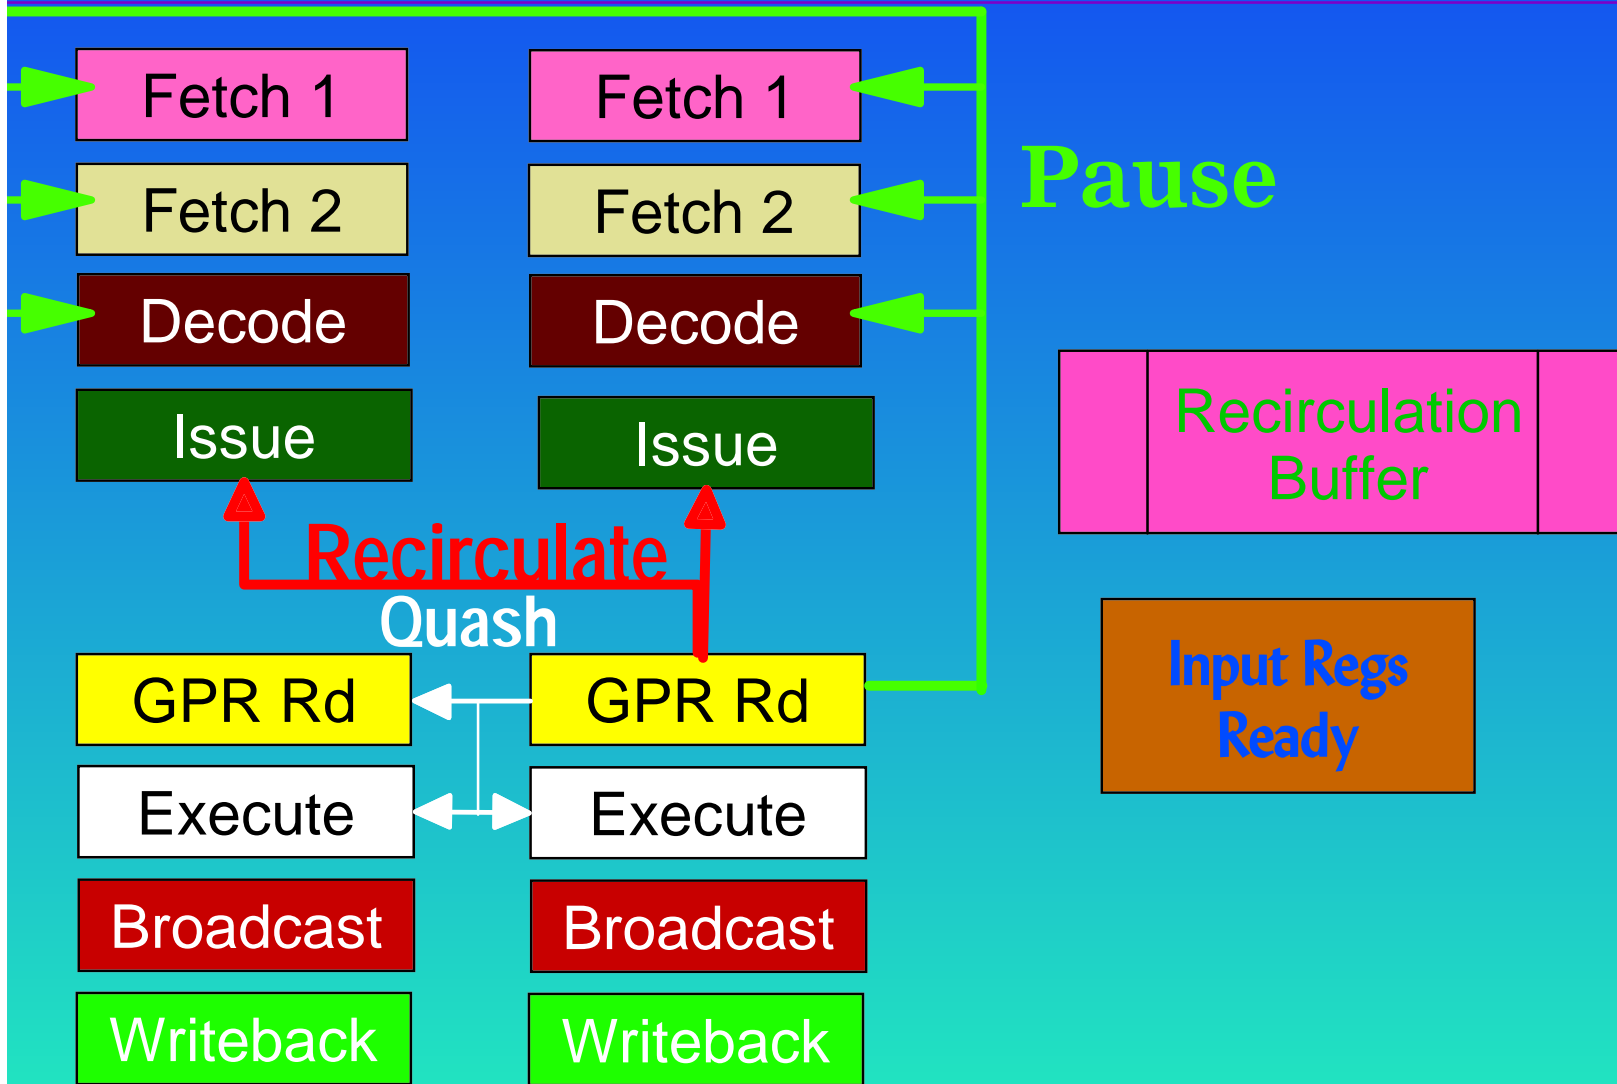 Fetch 1
Fetch 1
Pause
Fetch 2
Fetch 2
Decode
Decode
Recirculation
Buffer
Issue
Issue
Recirculate
Quash
Input Regs
Ready
GPR Rd
GPR Rd
Execute
Execute
Broadcast
Broadcast
Writeback
Writeback